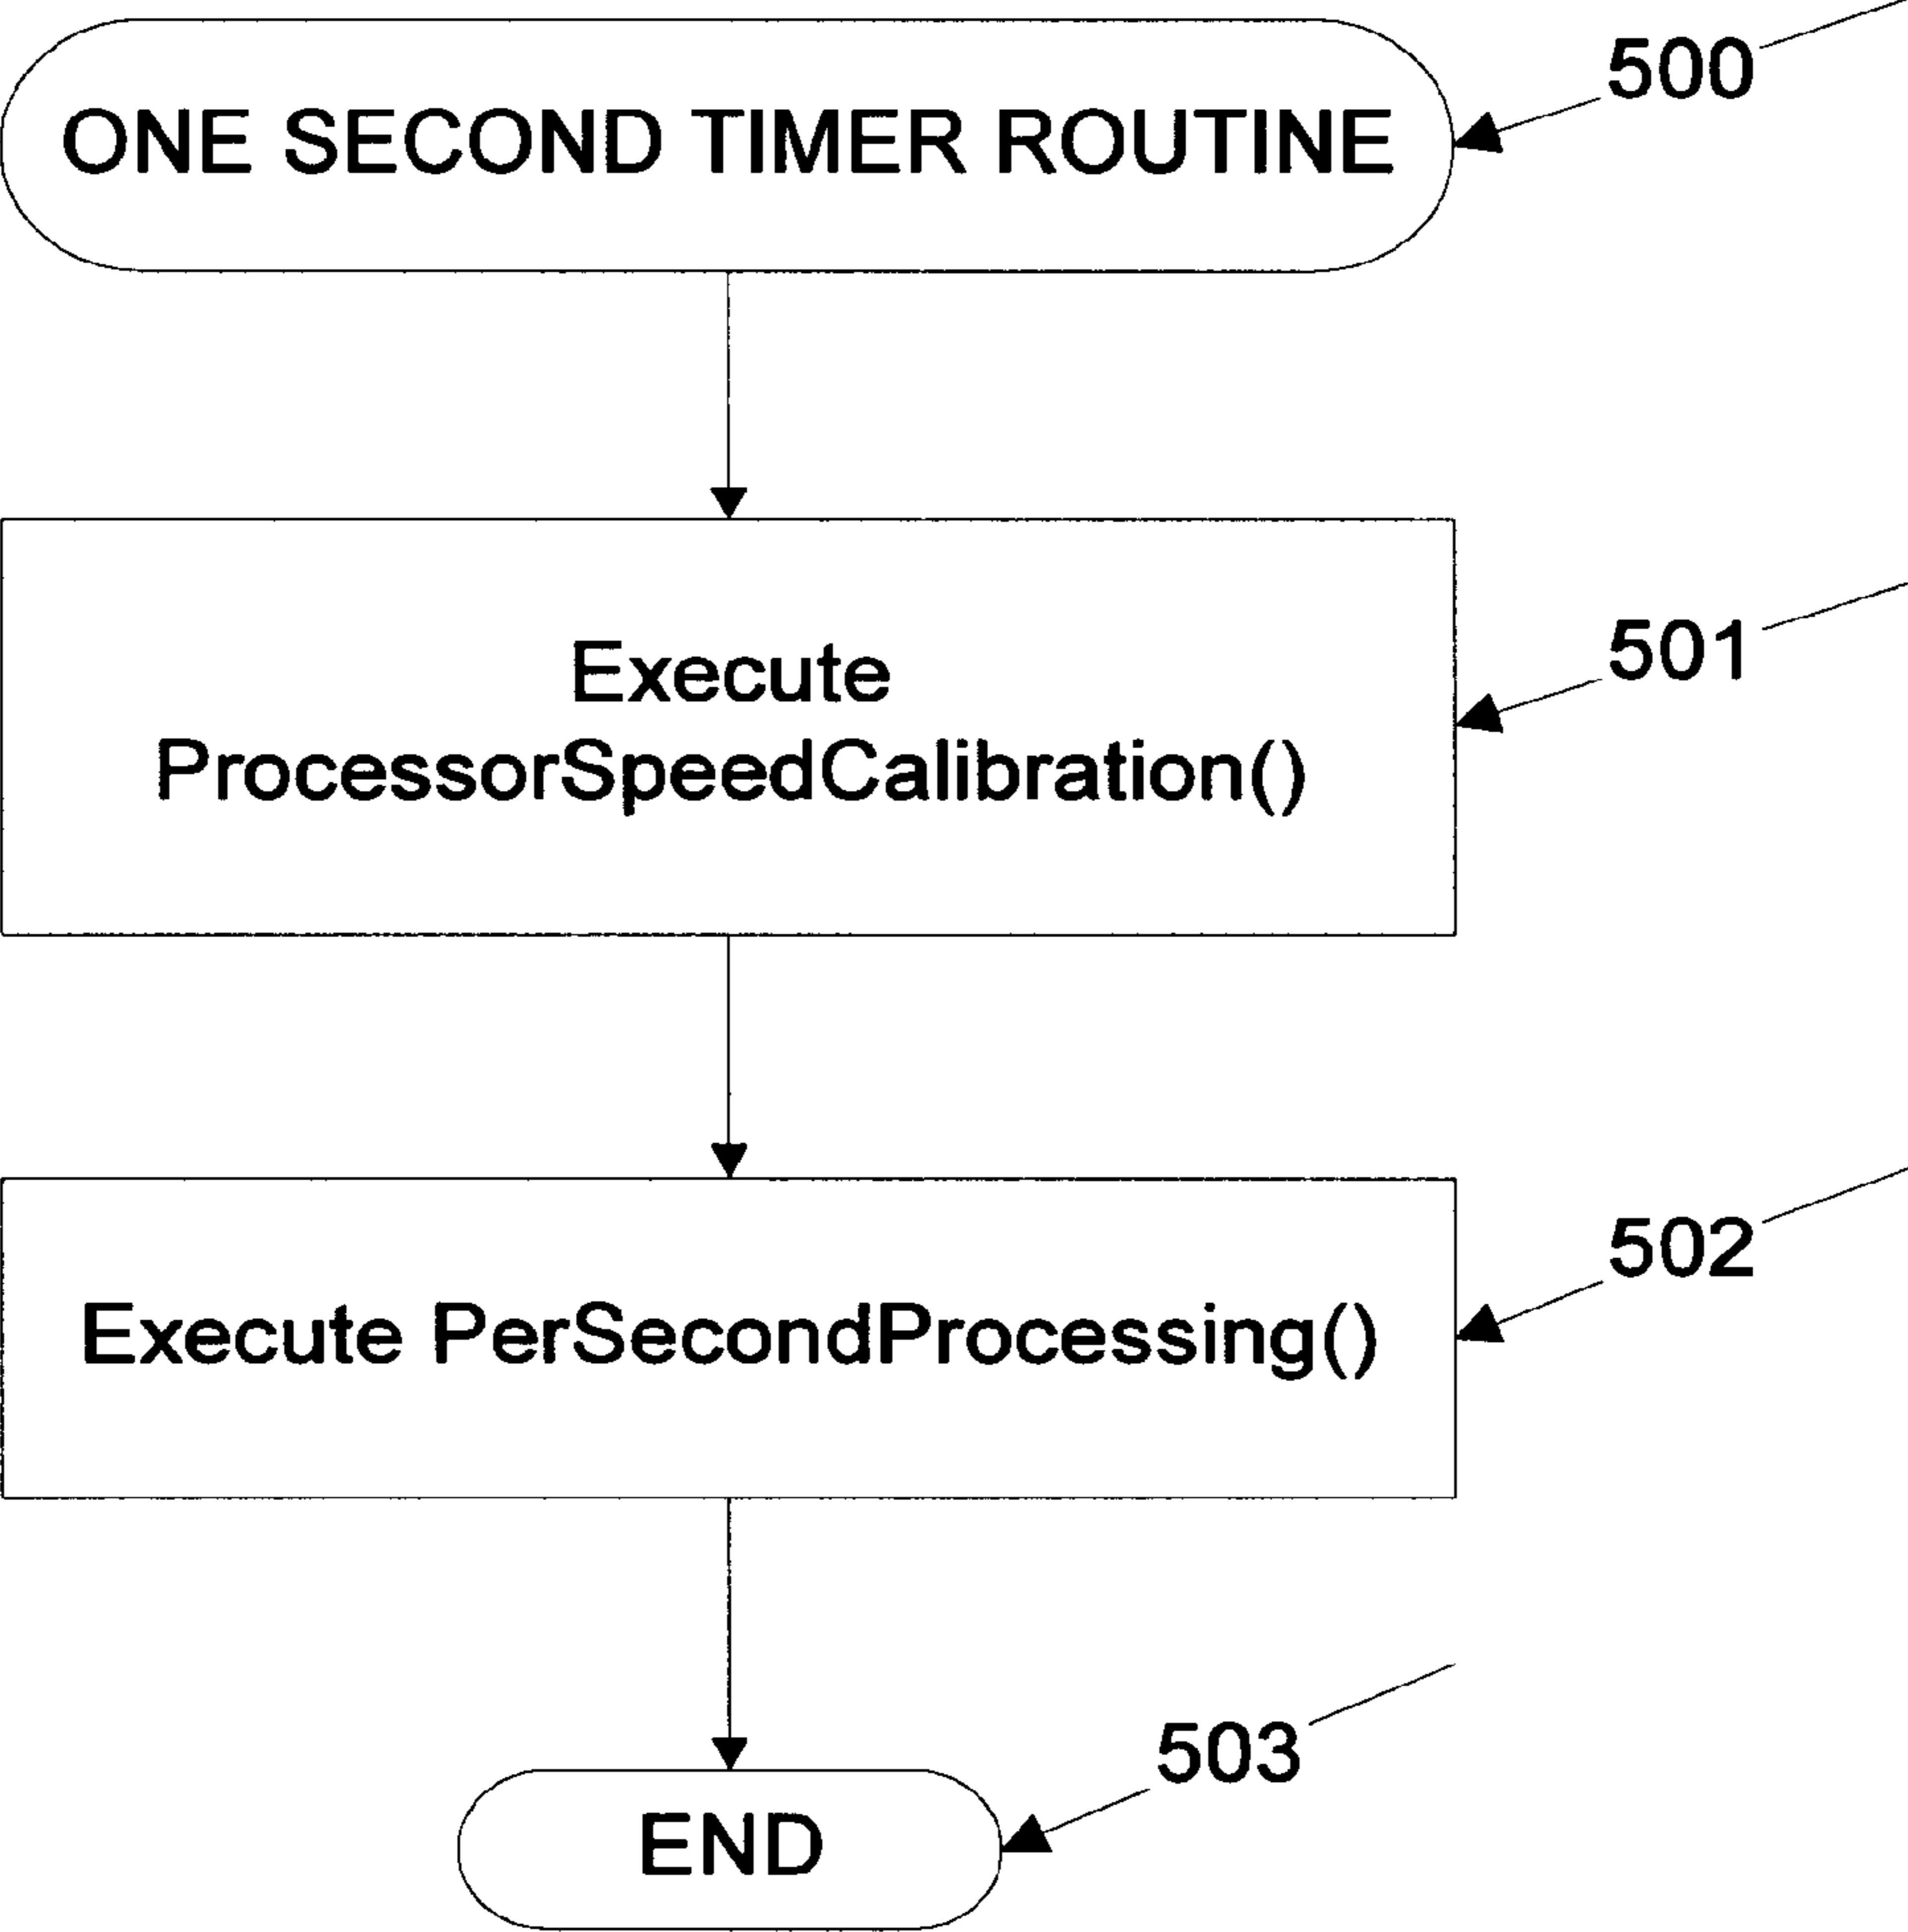 500
ONE SECOND TIMER ROUTINE
501
Execute
ProcessorSpeedCalibration()
502
Execute PerSecondProcessing()
503
END